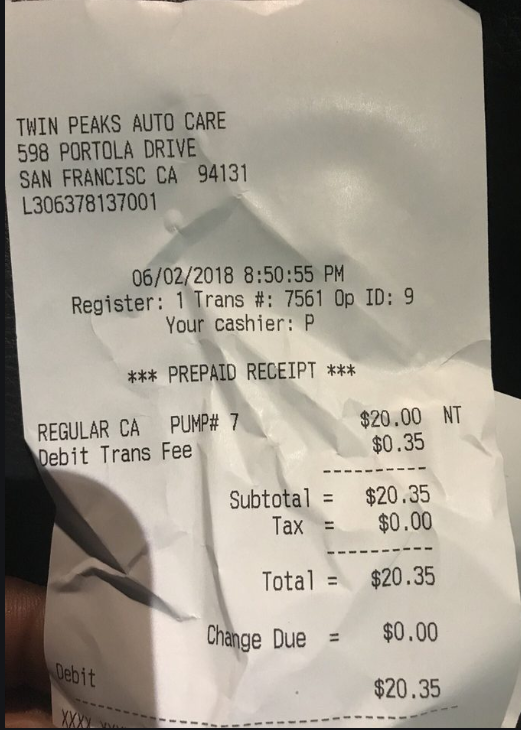 TWIN PEAKS AUTO CARE
598 PORTOLA DRIVE
SAN FRANCISC CA 94131
L306378137001
06/02/2018 8:50:55 PM
Register: 1 Trans #: 7561 Op ID: 9
Your cashier: P
*** PREPAID RECEIPT ***
REGULAR CA PUMP# 7 $20.00 NT
Debit Trans Fee $0.35
----------
Subtotal = $20.35
Tax = $0.00
----------
Total = $20.35
Change Due = $0.00
Debit $20.35